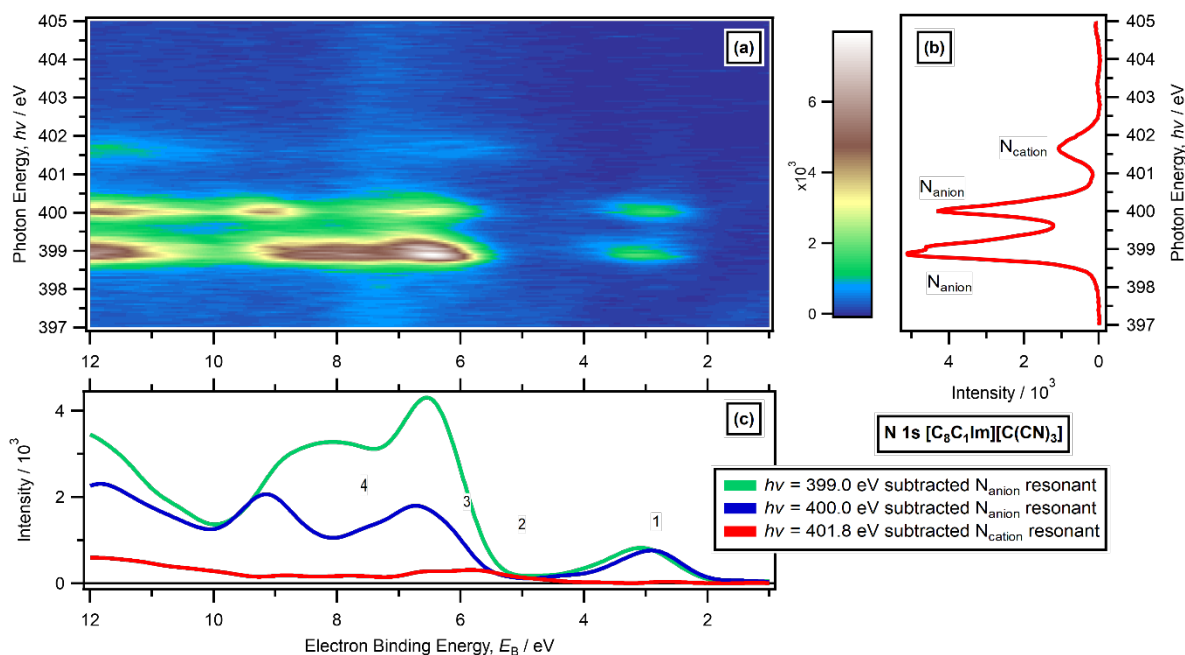 405
404
403
402
401
400
399
398
397
Photon Energy, hν / eV
(a)
12
10
8
6
4
2
6
4
2
0
x10³
(b)
N_cation
N_anion
N_anion
405
404
403
402
401
400
399
398
397
Photon Energy, hν / eV
4
2
0
Intensity / 10³
N 1s [C₈C₁Im][C(CN)₃]
(c)
4
2
0
Intensity / 10³
4
3
2
1
12
10
8
6
4
2
Electron Binding Energy, E_B / eV
hν = 399.0 eV subtracted N_anion resonant
hν = 400.0 eV subtracted N_anion resonant
hν = 401.8 eV subtracted N_cation resonant